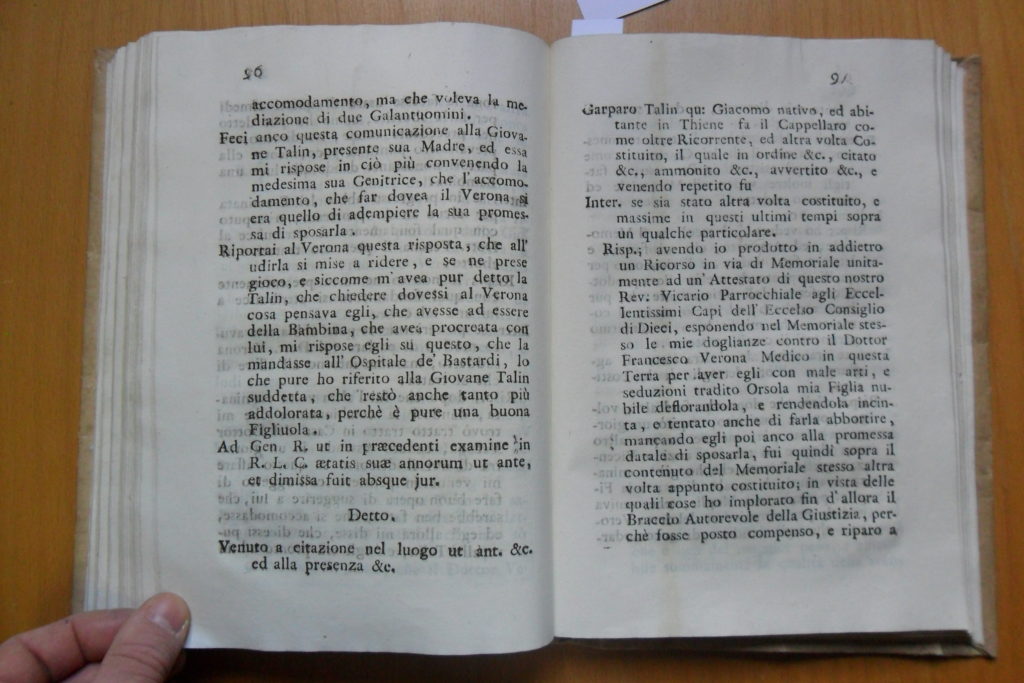 96
accomodamento, ma che voleva la me-
diazione di due Galantuomini.
Feci anco questa comunicazione alla Giova-
ne Talin, presente sua Madre, ed essa
mi rispose in ciò più convenendo la
medesima sua Genitrice, che l'accomo-
damento, che far dovea il Verona si
era quello di adempiere la sua promes-
sa di sposarla.
Riportai al Verona questa risposta, che all'
udirla si mise a ridere, e se ne prese
gioco, e siccome m'avea pur detto la
Talin, che chiedere dovessi al Verona
cosa pensava egli, che avesse ad essere
della Bambina, che avea procreata con
lui, mi rispose egli su questo, che la
mandasse all'Ospitale de' Bastardi, lo
che pure ho riferito alla Giovane Talin
suddetta, che restò anche tanto più
addolorata, perchè è pure una buona
Figliuola.
Ad Gen. R. ut in præcedenti examine in
R. L. C. ætatis suæ annorum ut ante,
et dimissa fuit absque jur.
Detto.
Venuto a citazione nel luogo ut ant. &c.
ed alla presenza &c.
Garparo Talin qu: Giacomo nativo, ed abi-
tante in Thiene fa il Cappellaro co-
me oltre Ricorrente, ed altra volta Co-
stituito, il quale in ordine &c., citato
&c., ammonito &c., avvertito &c., e
venendo repetito fu
Inter. se sia stato altra volta costituito, e
massime in questi ultimi tempi sopra
un qualche particolare.
e Risp.; avendo io prodotto in addietro
un Ricorso in via di Memoriale unita-
mente ad un' Attestato di questo nostro
Rev: Vicario Parrocchiale agli Eccel-
lentissimi Capi dell'Eccelso Consiglio
di Dieci, esponendo nel Memoriale stes-
so le mie doglianze contro il Dottor
Francesco Verona Medico in questa
Terra per aver egli con male arti, e
seduzioni tradito Orsola mia Figlia nu-
bile deflorandola, e rendendola incin-
ta, e tentato anche di farla abbortire,
mancando egli poi anco alla promessa
datale di sposarla, fui quindi sopra il
contenuto del Memoriale stesso altra
volta appunto costituito; in vista delle
quali cose ho implorato fin d'allora il
Braccio Autorevole della Giustizia, per-
chè fosse posto compenso, e riparo a